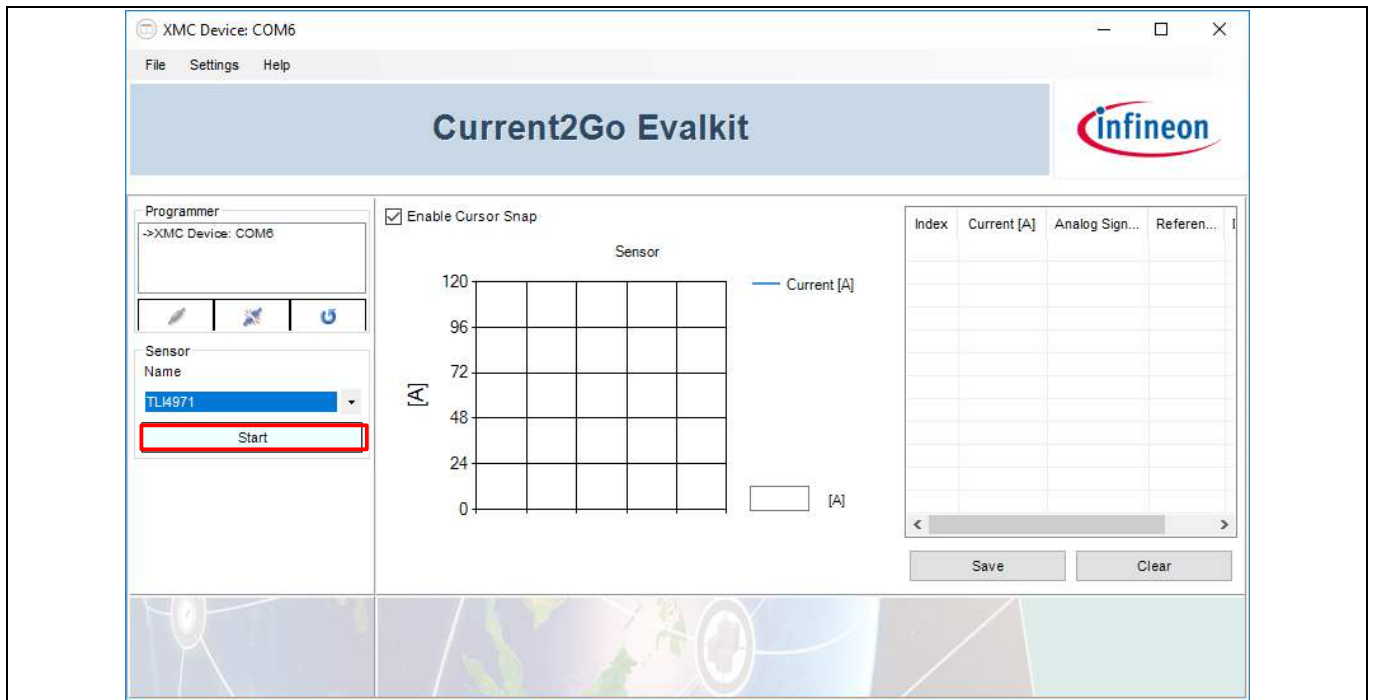 XMC Device: COM6
File Settings Help
Current2Go Evalkit
infineon
Programmer
->XMC Device: COM6
Sensor
Name
TLI4971
Start
Enable Cursor Snap
Sensor
120
96
72
48
24
0
[A]
Current [A]
[A]
Index Current [A] Analog Sign... Referen...
Save Clear